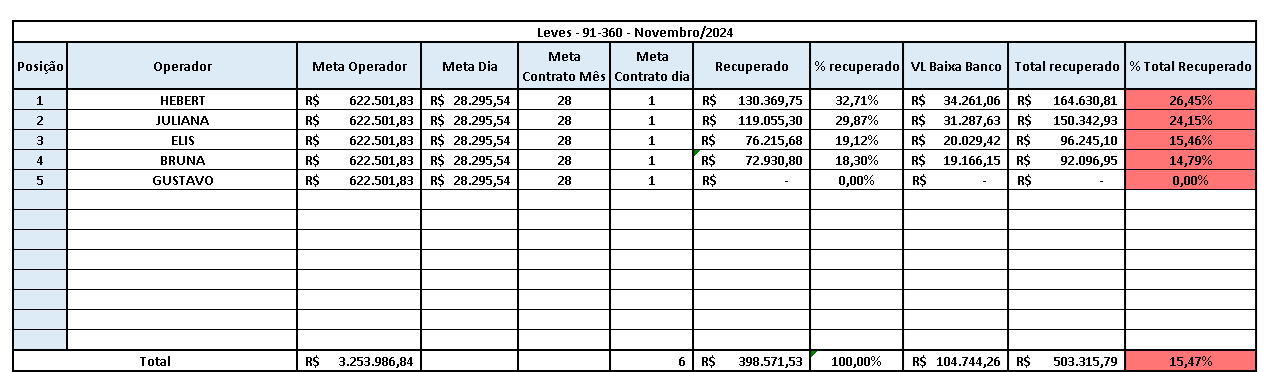 Leves - 91-360 - Novembro/2024
Posição Operador Meta Operador Meta Dia Meta Contrato Mês Meta Contrato dia Recuperado % recuperado VL Baixa Banco Total recuperado % Total Recuperado
1 HEBERT R$ 622.501,83 R$ 28.295,54 28 1 R$ 130.369,75 32,71% R$ 34.261,06 R$ 164.630,81 26,45%
2 JULIANA R$ 622.501,83 R$ 28.295,54 28 1 R$ 119.055,30 29,87% R$ 31.287,63 R$ 150.342,93 24,15%
3 ELIS R$ 622.501,83 R$ 28.295,54 28 1 R$ 76.215,68 19,12% R$ 20.029,42 R$ 96.245,10 15,46%
4 BRUNA R$ 622.501,83 R$ 28.295,54 28 1 R$ 72.930,80 18,30% R$ 19.166,15 R$ 92.096,95 14,79%
5 GUSTAVO R$ 622.501,83 R$ 28.295,54 28 1 R$ - 0,00% R$ - R$ - 0,00%
Total R$ 3.253.986,84 6 R$ 398.571,53 100,00% R$ 104.744,26 R$ 503.315,79 15,47%